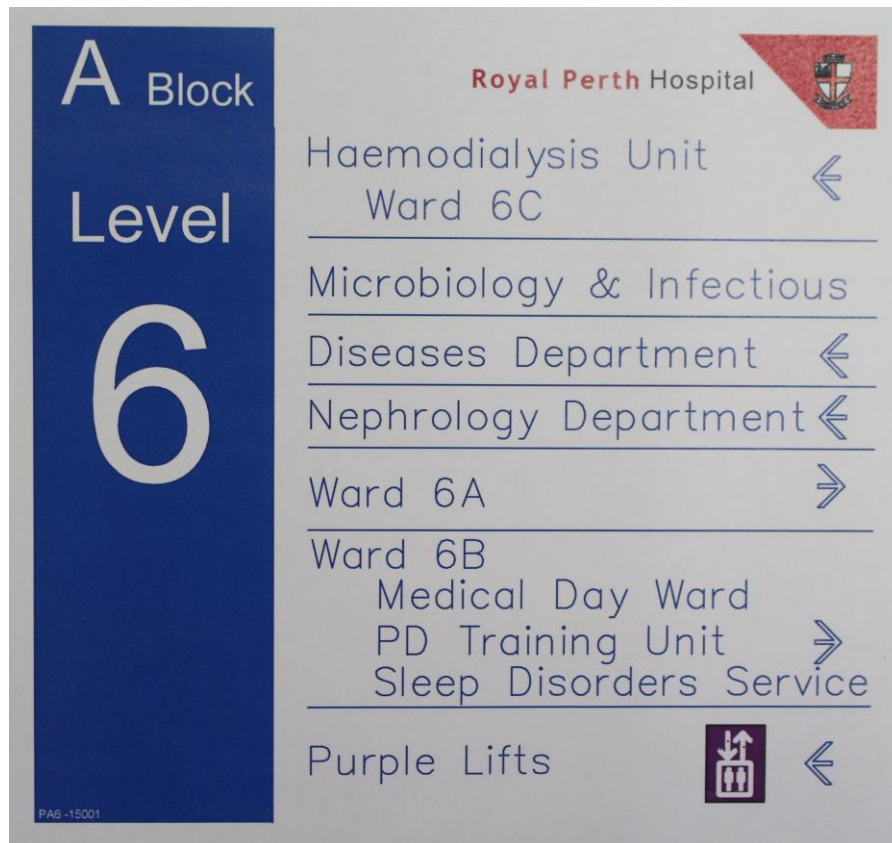 A Block
Level
6
PA6 -15001
Royal Perth Hospital
Haemodialysis Unit
Ward 6C
Microbiology & Infectious
Diseases Department
Nephrology Department
Ward 6A
Ward 6B
Medical Day Ward
PD Training Unit
Sleep Disorders Service
Purple Lifts